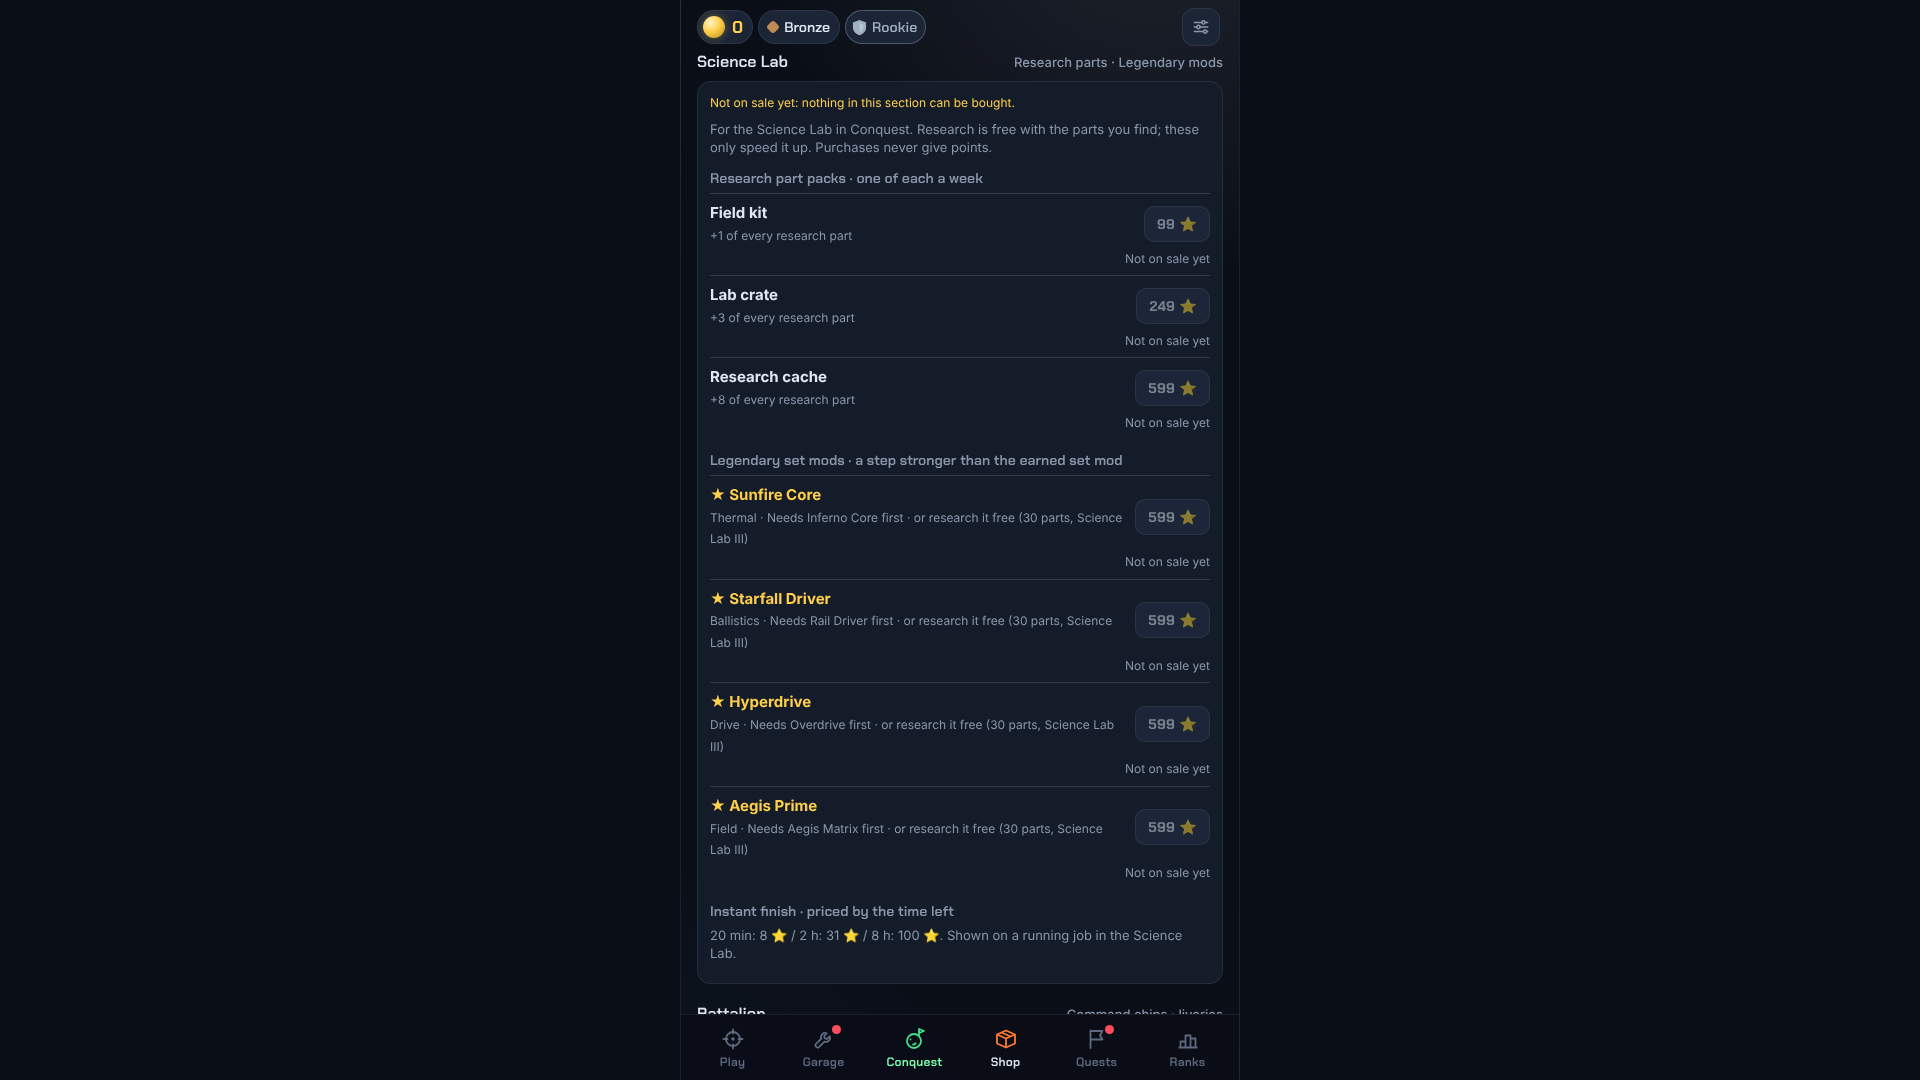 0
Bronze
Rookie
Science Lab
Research parts · Legendary mods
Not on sale yet: nothing in this section can be bought.
For the Science Lab in Conquest. Research is free with the parts you find; these
only speed it up. Purchases never give points.
Research part packs · one of each a week
Field kit
99
+1 of every research part
Not on sale yet
Lab crate
249
+3 of every research part
Not on sale yet
Research cache
599
+8 of every research part
Not on sale yet
Legendary set mods · a step stronger than the earned set mod
★ Sunfire Core
Thermal · Needs Inferno Core first · or research it free (30 parts, Science
Lab III)
599
Not on sale yet
★ Starfall Driver
Ballistics · Needs Rail Driver first · or research it free (30 parts, Science
Lab III)
599
Not on sale yet
★ Hyperdrive
Drive · Needs Overdrive first · or research it free (30 parts, Science Lab
III)
599
Not on sale yet
★ Aegis Prime
Field · Needs Aegis Matrix first · or research it free (30 parts, Science
Lab III)
599
Not on sale yet
Instant finish · priced by the time left
20 min: 8 ⭐ / 2 h: 31 ⭐ / 8 h: 100 ⭐. Shown on a running job in the Science
Lab.
Battalion
Command chips · liveries
Play
Garage
Conquest
Shop
Quests
Ranks